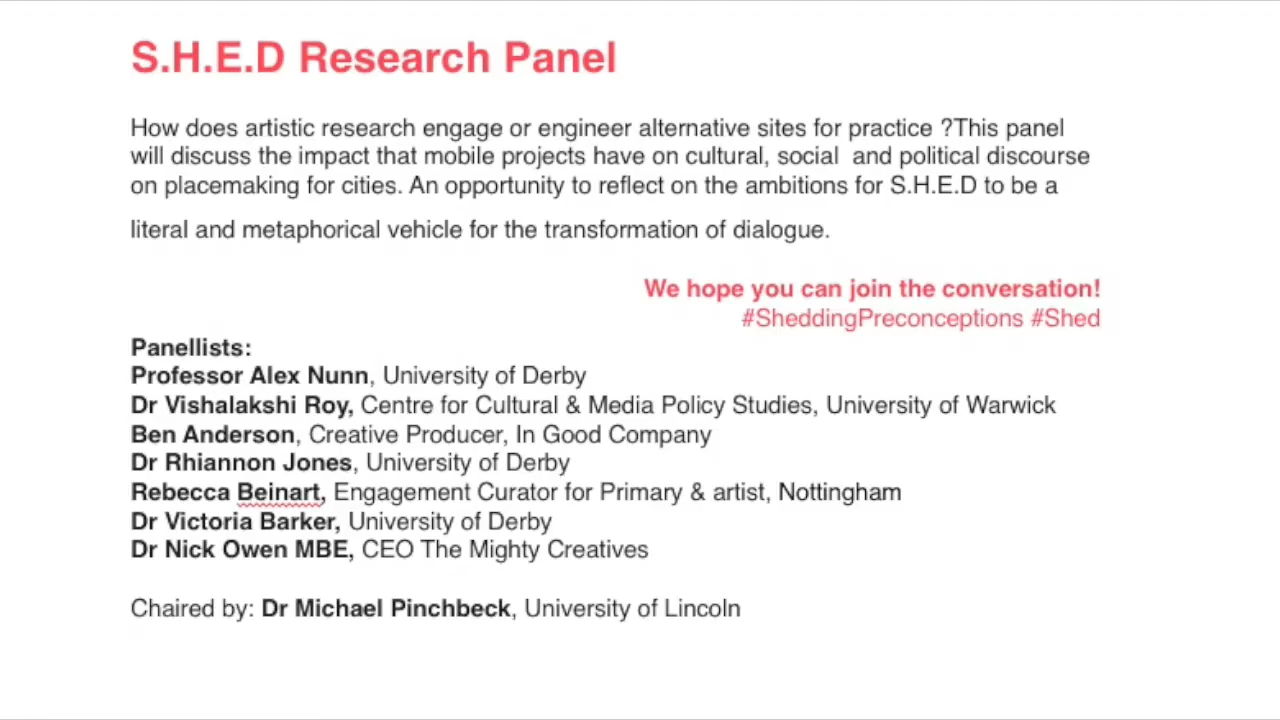 S.H.E.D Research Panel
How does artistic research engage or engineer alternative sites for practice ?This panel
will discuss the impact that mobile projects have on cultural, social  and political discourse
on placemaking for cities. An opportunity to reflect on the ambitions for S.H.E.D to be a
literal and metaphorical vehicle for the transformation of dialogue.
We hope you can join the conversation!
#SheddingPreconceptions #Shed
Panellists:
Professor Alex Nunn, University of Derby
Dr Vishalakshi Roy, Centre for Cultural & Media Policy Studies, University of Warwick
Ben Anderson, Creative Producer, In Good Company
Dr Rhiannon Jones, University of Derby
Rebecca Beinart, Engagement Curator for Primary & artist, Nottingham
Dr Victoria Barker, University of Derby
Dr Nick Owen MBE, CEO The Mighty Creatives
Chaired by: Dr Michael Pinchbeck, University of Lincoln